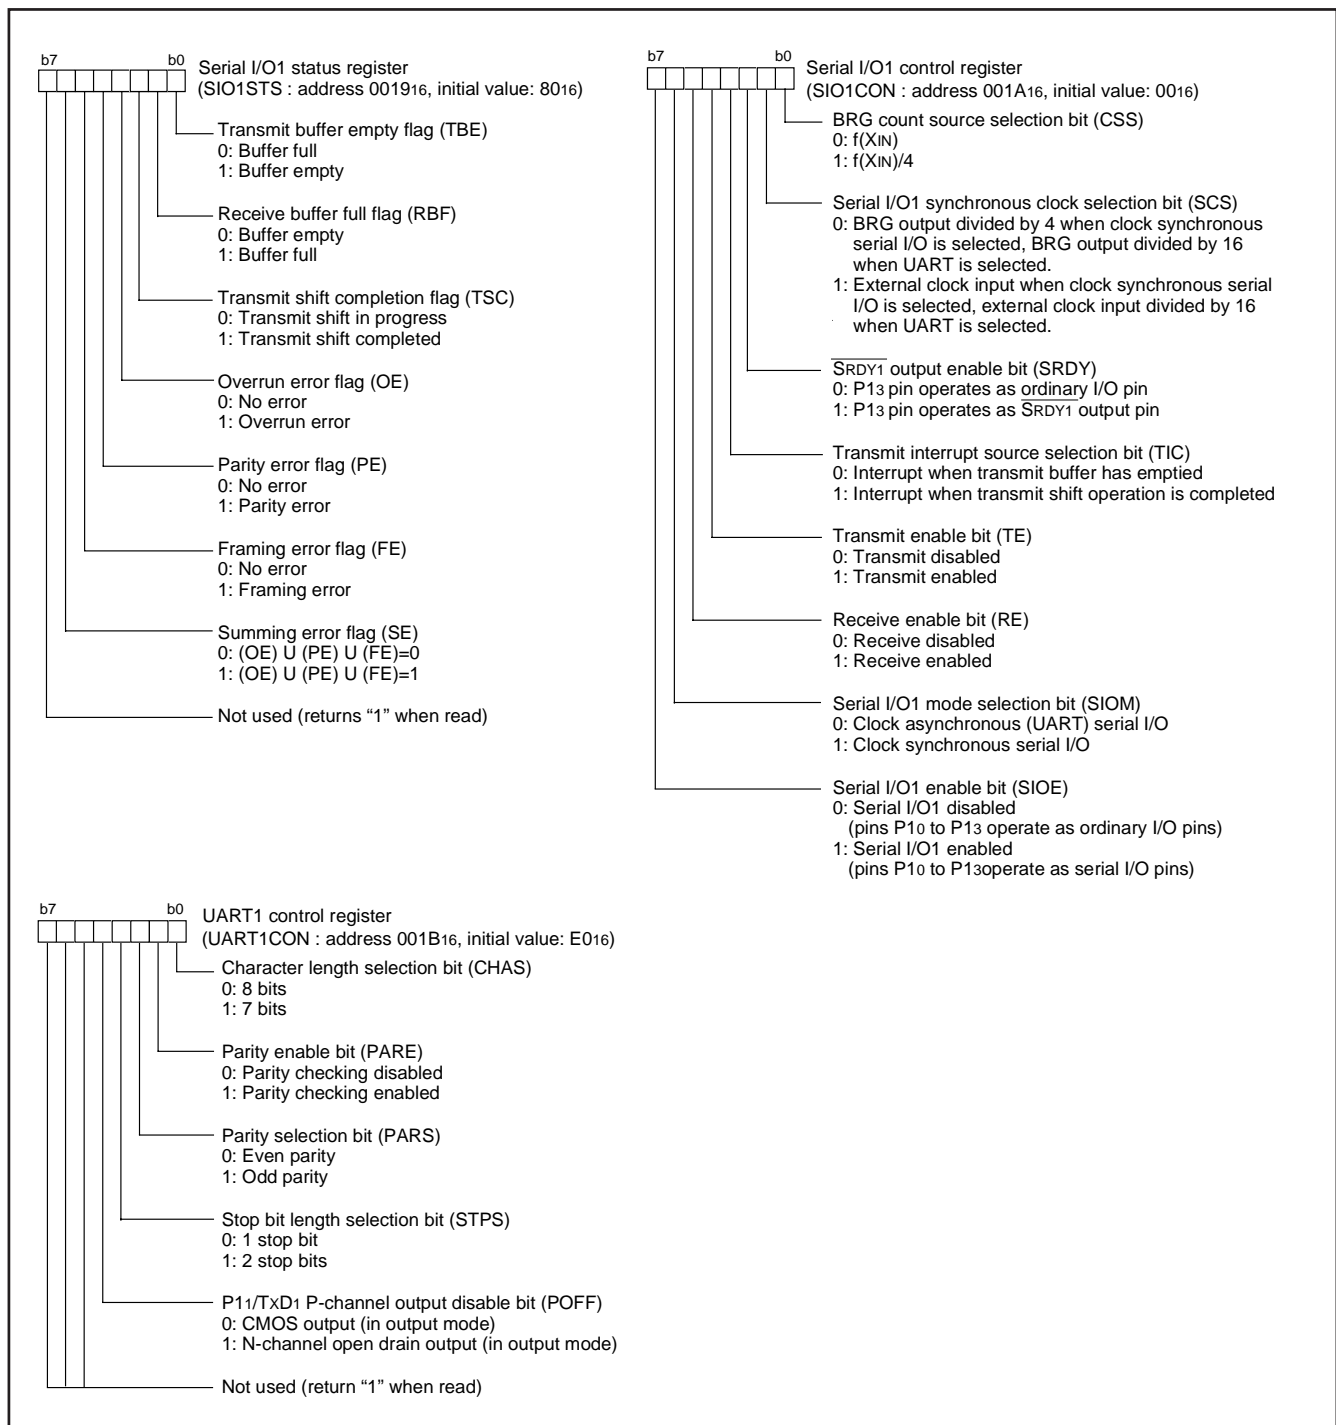 b7 b0
Serial I/O1 status register
(SIO1STS : address 001916, initial value: 8016)
Transmit buffer empty flag (TBE)
0: Buffer full
1: Buffer empty
Receive buffer full flag (RBF)
0: Buffer empty
1: Buffer full
Transmit shift completion flag (TSC)
0: Transmit shift in progress
1: Transmit shift completed
Overrun error flag (OE)
0: No error
1: Overrun error
Parity error flag (PE)
0: No error
1: Parity error
Framing error flag (FE)
0: No error
1: Framing error
Summing error flag (SE)
0: (OE) U (PE) U (FE)=0
1: (OE) U (PE) U (FE)=1
Not used (returns “1” when read)
b7 b0
Serial I/O1 control register
(SIO1CON : address 001A16, initial value: 0016)
BRG count source selection bit (CSS)
0: f(XIN)
1: f(XIN)/4
Serial I/O1 synchronous clock selection bit (SCS)
0: BRG output divided by 4 when clock synchronous
serial I/O is selected, BRG output divided by 16
when UART is selected.
1: External clock input when clock synchronous serial
I/O is selected, external clock input divided by 16
when UART is selected.
SRDY1 output enable bit (SRDY)
0: P13 pin operates as ordinary I/O pin
1: P13 pin operates as SRDY1 output pin
Transmit interrupt source selection bit (TIC)
0: Interrupt when transmit buffer has emptied
1: Interrupt when transmit shift operation is completed
Transmit enable bit (TE)
0: Transmit disabled
1: Transmit enabled
Receive enable bit (RE)
0: Receive disabled
1: Receive enabled
Serial I/O1 mode selection bit (SIOM)
0: Clock asynchronous (UART) serial I/O
1: Clock synchronous serial I/O
Serial I/O1 enable bit (SIOE)
0: Serial I/O1 disabled
(pins P10 to P13 operate as ordinary I/O pins)
1: Serial I/O1 enabled
(pins P10 to P13operate as serial I/O pins)
b7 b0
UART1 control register
(UART1CON : address 001B16, initial value: E016)
Character length selection bit (CHAS)
0: 8 bits
1: 7 bits
Parity enable bit (PARE)
0: Parity checking disabled
1: Parity checking enabled
Parity selection bit (PARS)
0: Even parity
1: Odd parity
Stop bit length selection bit (STPS)
0: 1 stop bit
1: 2 stop bits
P11/TXD1 P-channel output disable bit (POFF)
0: CMOS output (in output mode)
1: N-channel open drain output (in output mode)
Not used (return “1” when read)